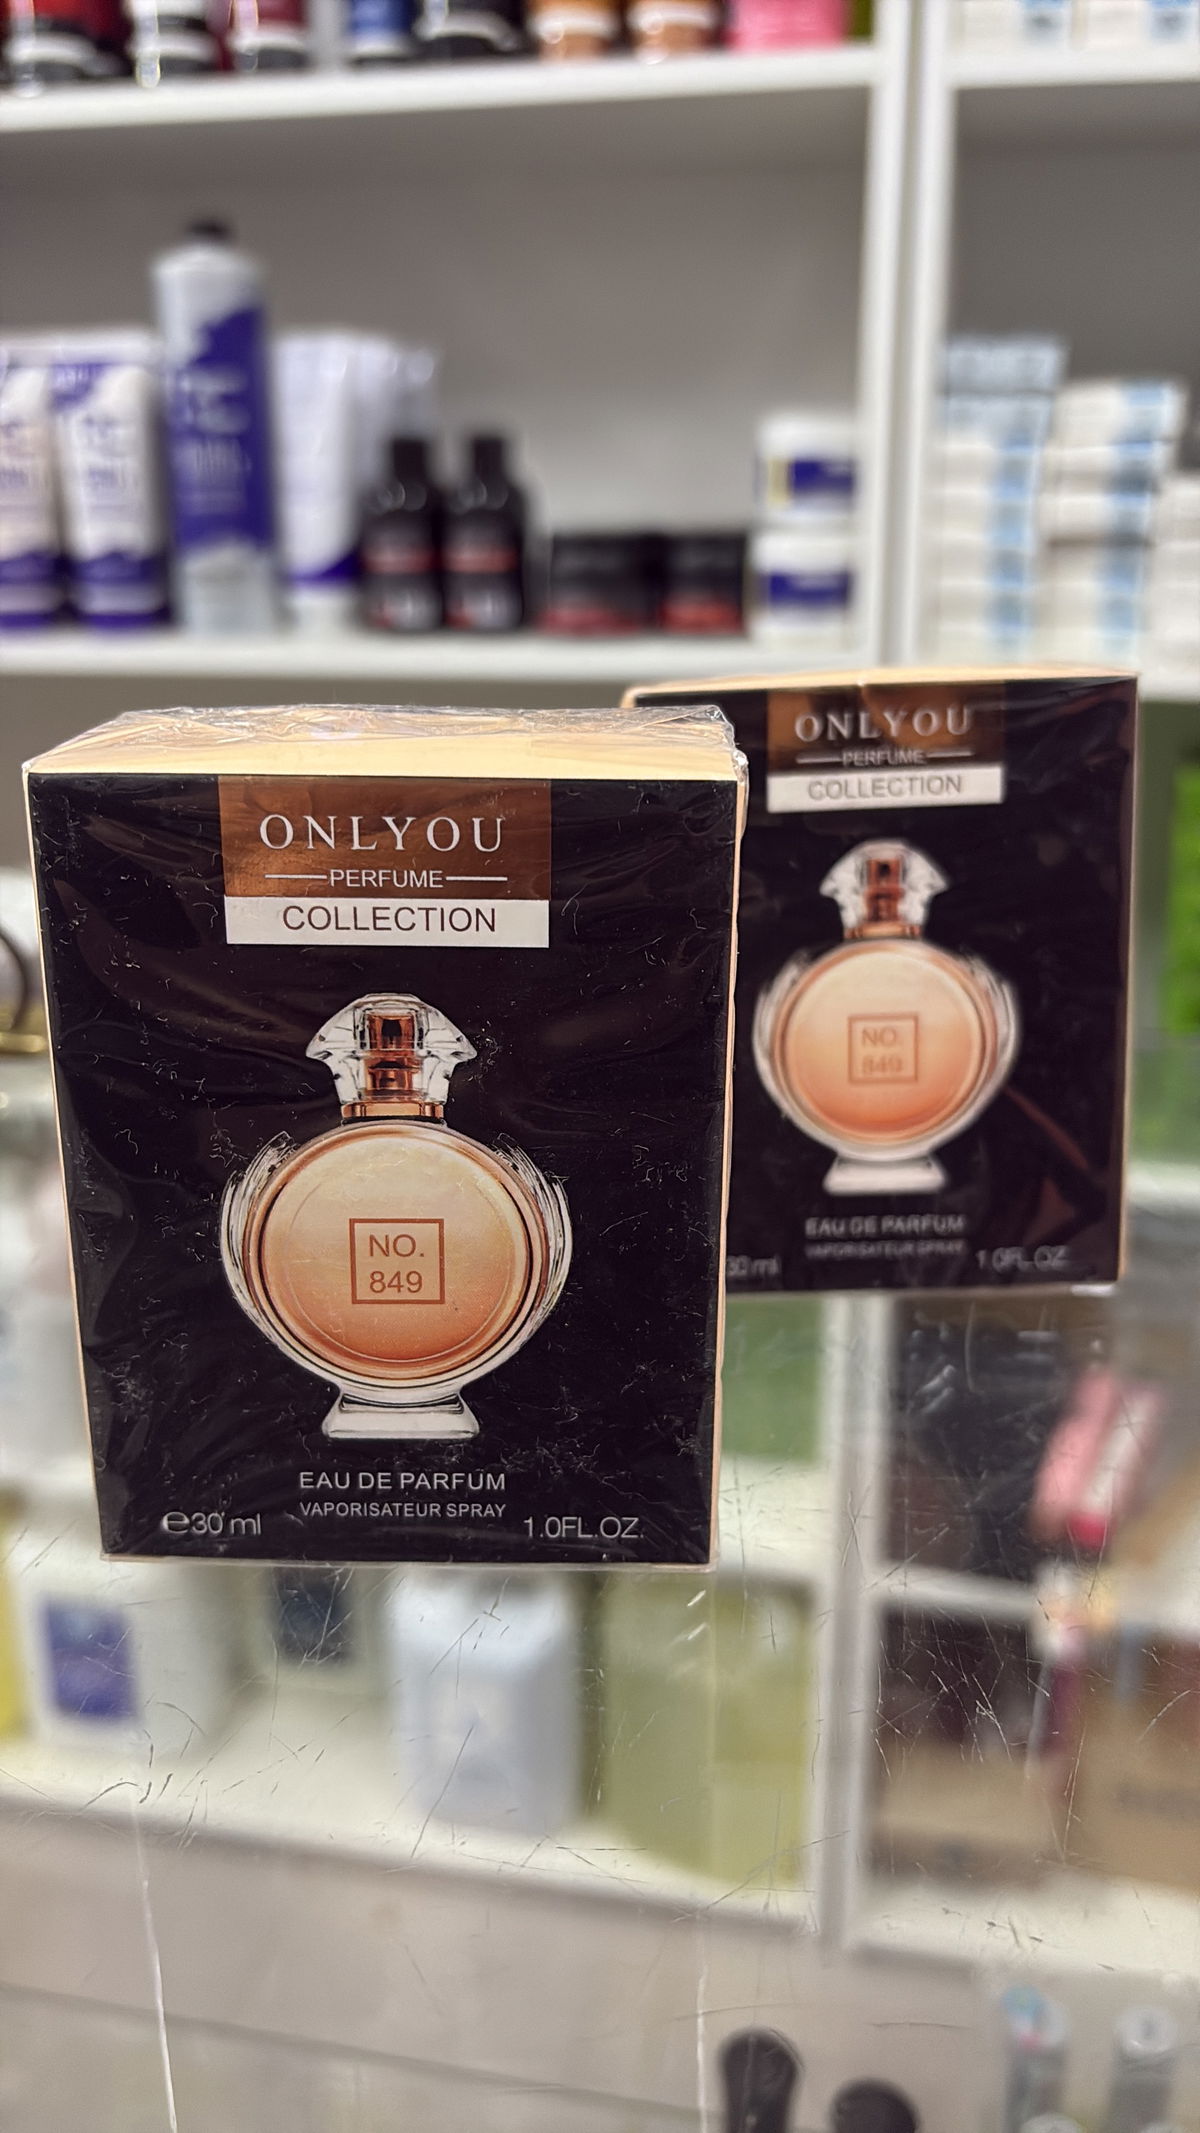 ONLYOU
PERFUME
COLLECTION
NO.
849
EAU DE PARFUM
VAPORISATEUR SPRAY
e30 ml
1.0FL.OZ.
ONLYOU
PERFUME
COLLECTION
NO.
849
EAU DE PARFUM
VAPORISATEUR SPRAY
30 ml
1.0FL.OZ.